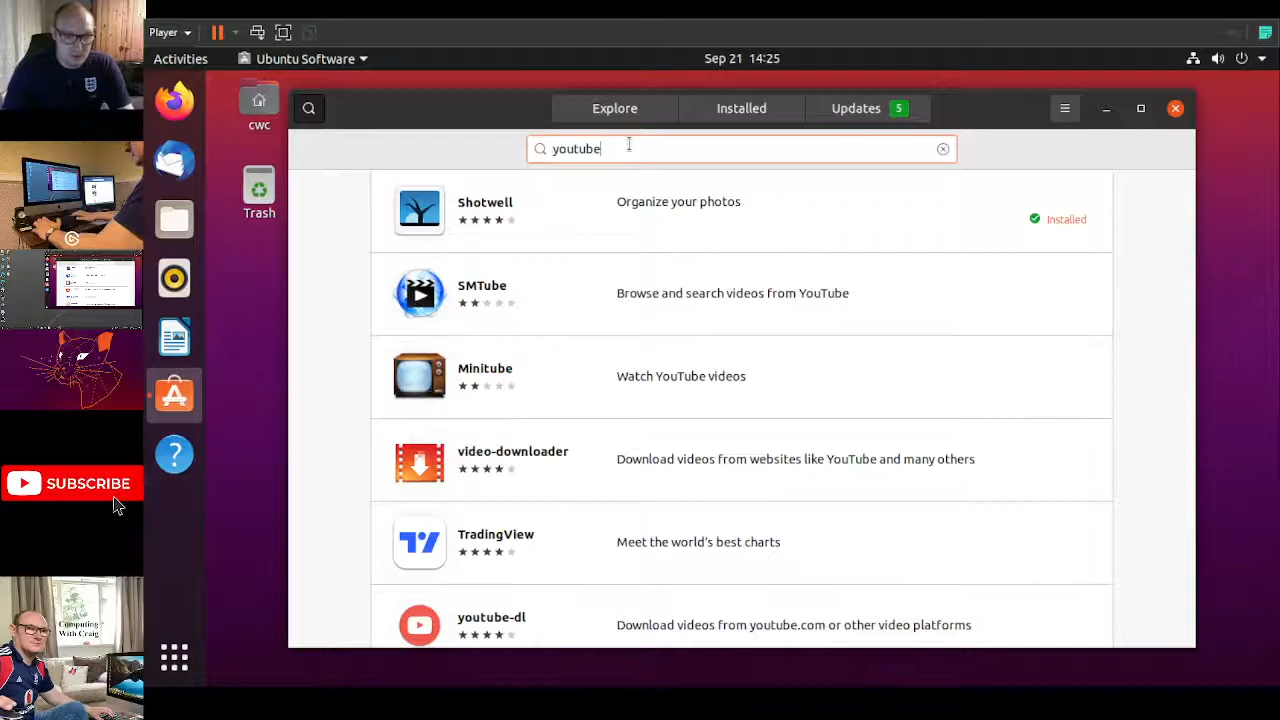 Player
Activities
Ubuntu Software
Sep 21 14:25
cwc
Trash
Explore
Installed
Updates 5
youtube
Shotwell
Organize your photos
Installed
SMTube
Browse and search videos from YouTube
Minitube
Watch YouTube videos
video-downloader
Download videos from websites like YouTube and many others
TradingView
Meet the world's best charts
youtube-dl
Download videos from youtube.com or other video platforms
SUBSCRIBE
Computing
With Craig